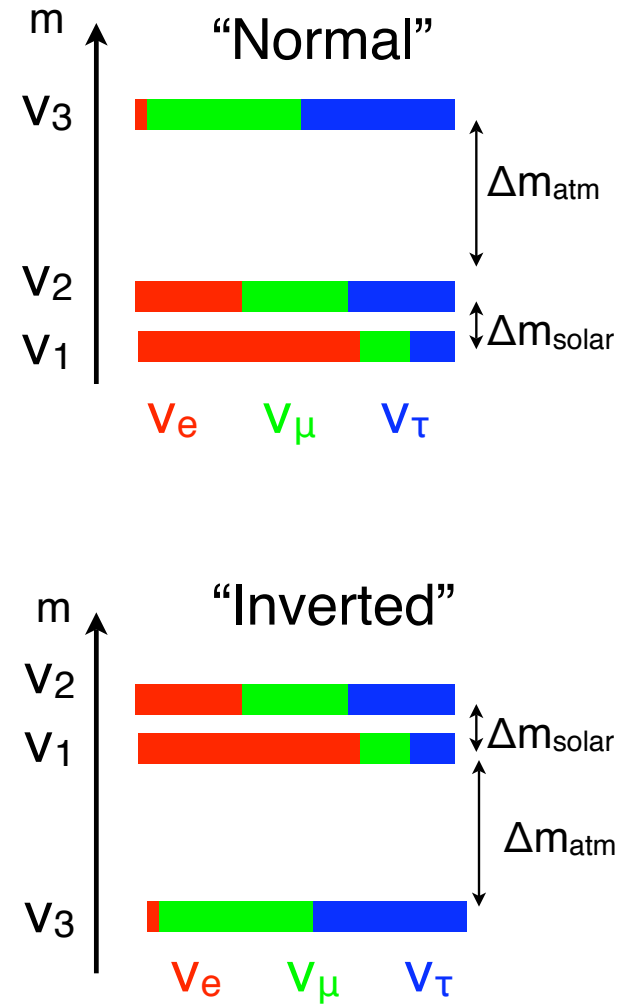 m
“Normal”
ν3
Δmatm
ν2
Δmsolar
ν1
νe νμ ντ
m
“Inverted”
ν2
Δmsolar
ν1
Δmatm
ν3
νe νμ ντ